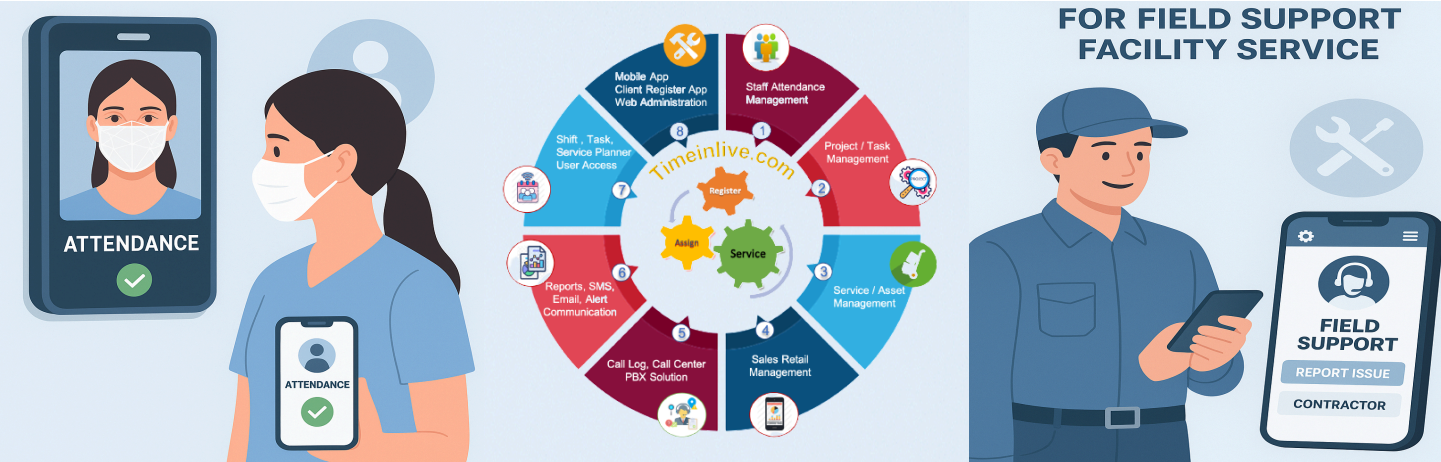 ATTENDANCE
ATTENDANCE
Mobile App
Client Register App
Web Administration
8
Staff Attendance
Management
1
Project / Task
Management
2
PROJECT
Service / Asset
Management
3
Sales Retail
Management
4
Call Log, Call Center
PBX Solution
5
Reports, SMS,
Email, Alert
Communication
6
Shift , Task,
Service Planner
User Access
7
Timeinlive.com
Register
Assign
Service
FOR FIELD SUPPORT
FACILITY SERVICE
FIELD
SUPPORT
REPORT ISSUE
CONTRACTOR